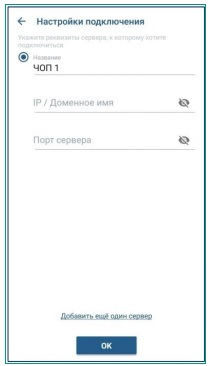 Настройки подключения
Укажите реквизиты сервера, к которому хотите
подключиться
Название
ЧОП 1
IP / Доменное имя
Порт сервера
Добавить ещё один сервер
ОК